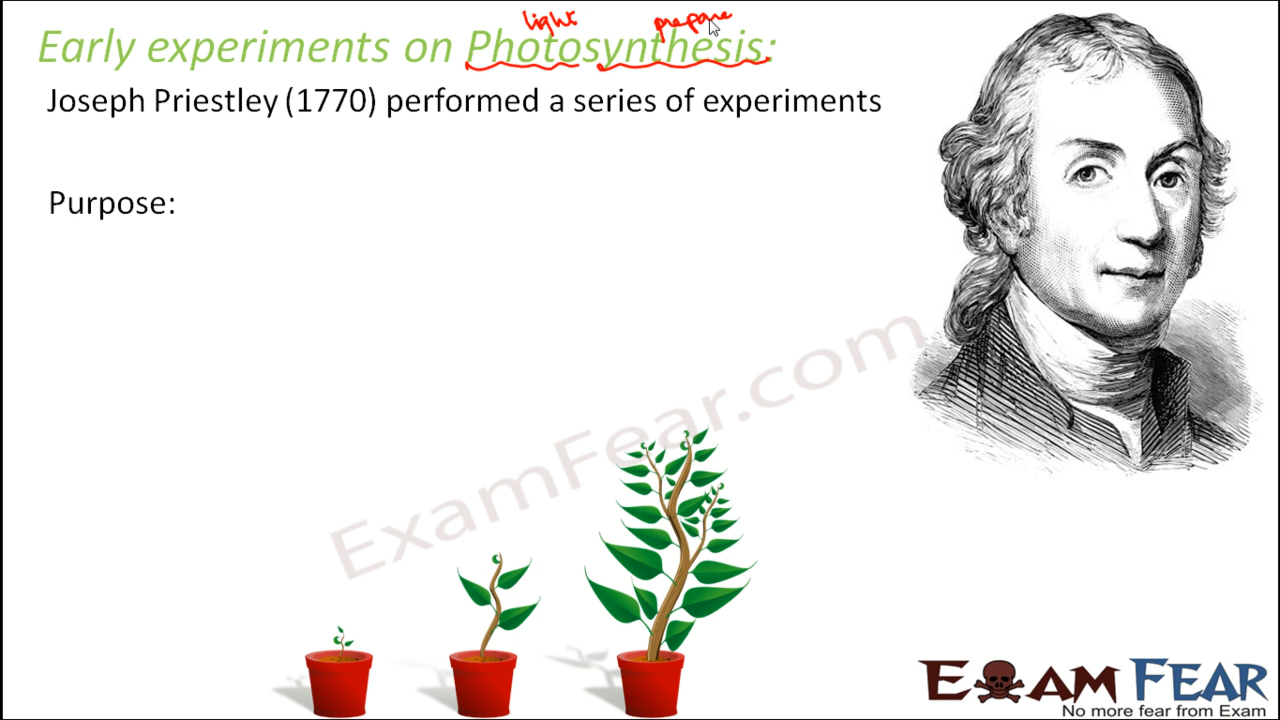 light prepare
Early experiments on Photosynthesis:
Joseph Priestley (1770) performed a series of experiments
Purpose:
ExamFear.com
EXAM FEAR
No more fear from Exam